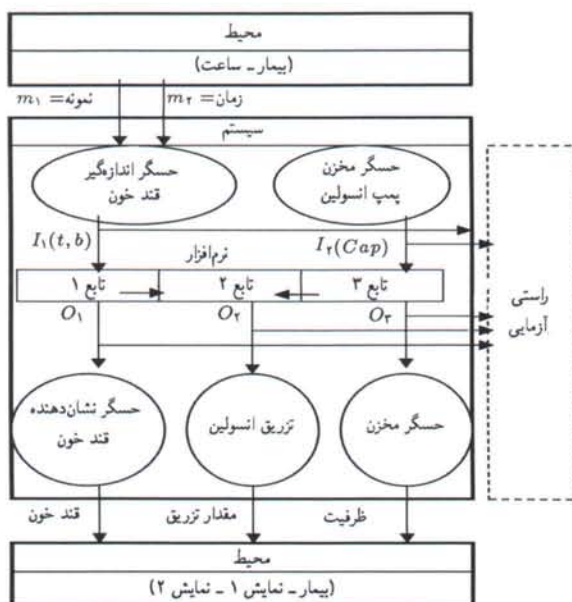 محیط
(بیمار - ساعت)
نمونه= m۱
زمان= m۲
سیستم
حسگر مخزن
پمپ انسولین
حسگر اندازه‌گیر
قند خون
I۱(t, b)
I۲(Cap)
نرم‌افزار
تابع ۱
تابع ۲
تابع ۳
O۱
O۲
O۳
راستی
آزمایی
حسگر نشان‌دهنده
قند خون
تزریق انسولین
حسگر مخزن
قند خون
مقدار تزریق
ظرفیت
محیط
(بیمار - نمایش ۱ - نمایش ۲)